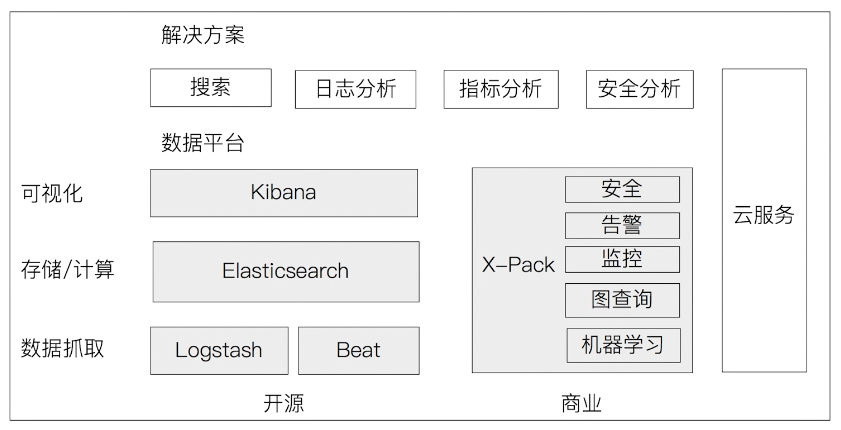 解决方案
搜索
日志分析
指标分析
安全分析
数据平台
可视化
Kibana
存储/计算
Elasticsearch
数据抓取
Logstash
Beat
X-Pack
安全
告警
监控
图查询
机器学习
云服务
开源
商业